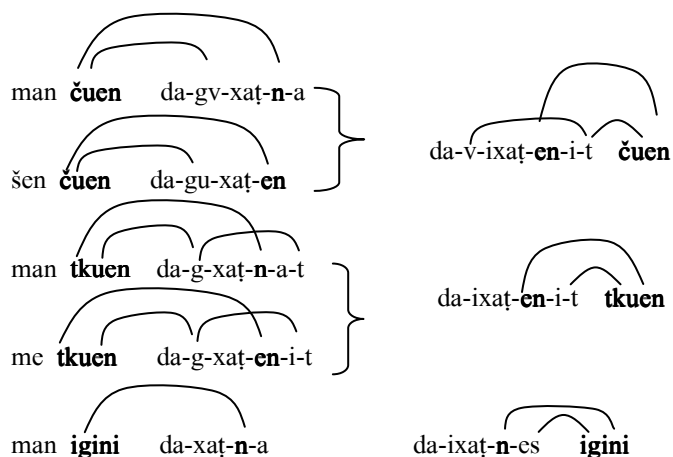 man čuen da-gv-xaṭ-n-a
da-v-ixaṭ-en-i-t čuen
šen čuen da-gu-xaṭ-en
man tkuen da-g-xaṭ-n-a-t
da-ixaṭ-en-i-t tkuen
me tkuen da-g-xaṭ-en-i-t
man igini da-xaṭ-n-a
da-ixaṭ-n-es igini